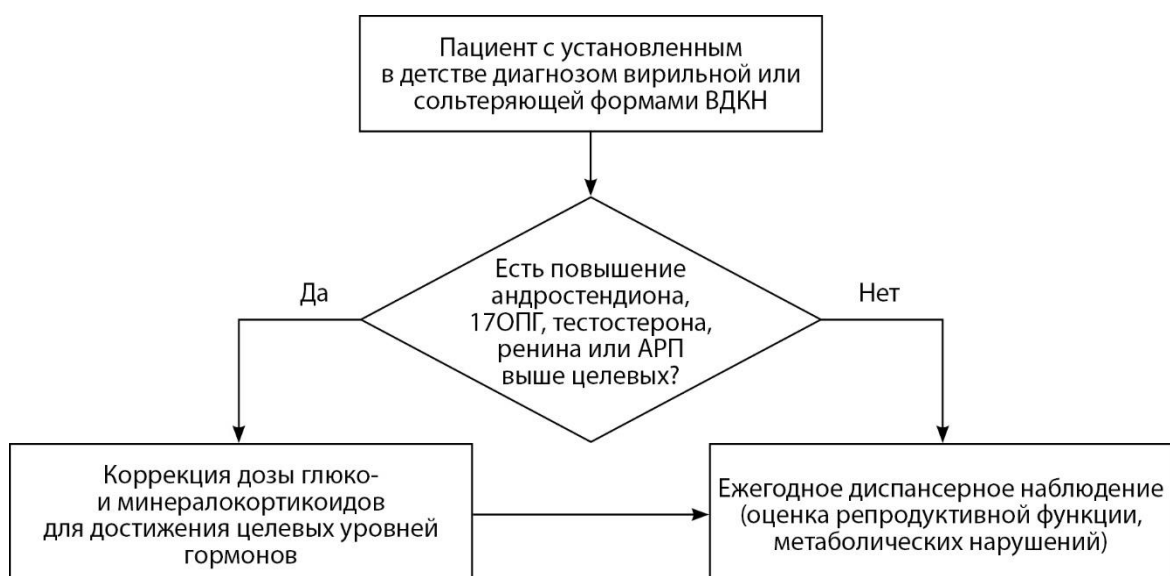 Пациент с установленным
в детстве диагнозом вирильной или
сольтеряющей формами ВДКН
Есть повышение
андростендиона,
17ОПГ, тестостерона,
ренина или АРП
выше целевых?
Да
Нет
Коррекция дозы глюко-
и минералокортикоидов
для достижения целевых уровней
гормонов
Ежегодное диспансерное наблюдение
(оценка репродуктивной функции,
метаболических нарушений)